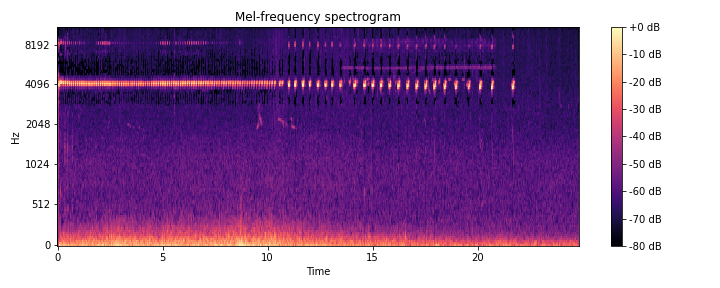 Mel-frequency spectrogram
Hz
8192
4096
2048
1024
512
0
0 5 10 15 20
Time
+0 dB
-10 dB
-20 dB
-30 dB
-40 dB
-50 dB
-60 dB
-70 dB
-80 dB